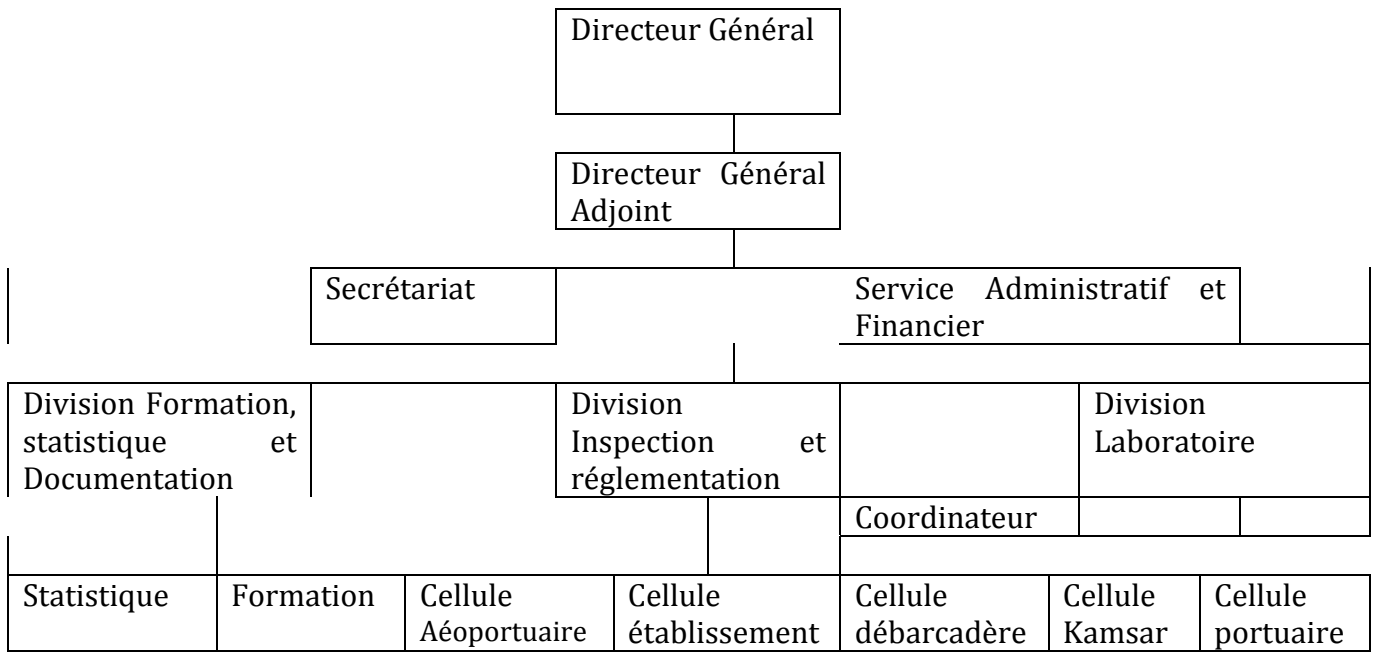 Directeur Général
Directeur Général
Adjoint
Secrétariat
Service Administratif et
Financier
Division Formation,
statistique et
Documentation
Division
Inspection et
réglementation
Division
Laboratoire
Coordinateur
Statistique
Formation
Cellule
Aéoportuaire
Cellule
établissement
Cellule
débarcadère
Cellule
Kamsar
Cellule
portuaire